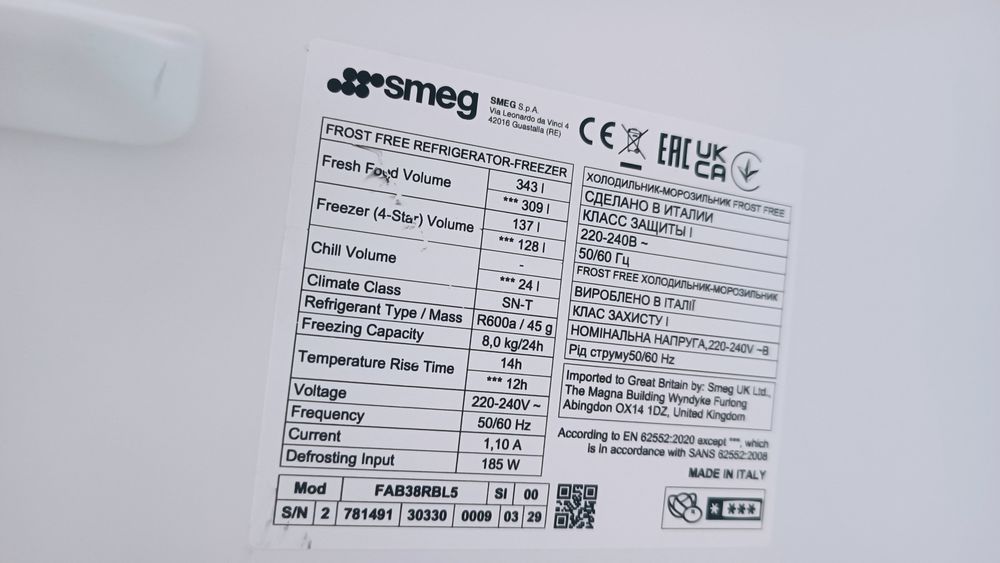 smeg
SMEG S.p.A.
Via Leonardo da Vinci 4
42016 Guastalla (RE)
CE
EAC
UK
CA
FROST FREE REFRIGERATOR-FREEZER
Fresh Food Volume 343 l
*** 309 l
Freezer (4-Star) Volume 137 l
*** 128 l
Chill Volume -
*** 24 l
Climate Class SN-T
Refrigerant Type / Mass R600a / 45 g
Freezing Capacity 8,0 kg/24h
Temperature Rise Time 14h
*** 12h
Voltage 220-240V ~
Frequency 50/60 Hz
Current 1,10 A
Defrosting Input 185 W
ХОЛОДИЛЬНИК-МОРОЗИЛЬНИК FROST FREE
СДЕЛАНО В ИТАЛИИ
КЛАСС ЗАЩИТЫ I
220-240В ~
50/60 Гц
FROST FREE ХОЛОДИЛЬНИК-МОРОЗИЛЬНИК
ВИРОБЛЕНО В ІТАЛІЇ
КЛАС ЗАХИСТУ I
НОМІНАЛЬНА НАПРУГА,220-240V ~В
Рід струму50/60 Hz
Imported to Great Britain by: Smeg UK Ltd.,
The Magna Building Wyndyke Furlong
Abingdon OX14 1DZ, United Kingdom
According to EN 62552:2020 except ***, which
is in accordance with SANS 62552:2008
MADE IN ITALY
Mod FAB38RBL5 SI 00
S/N 2 781491 30330 0009 03 29
* ***